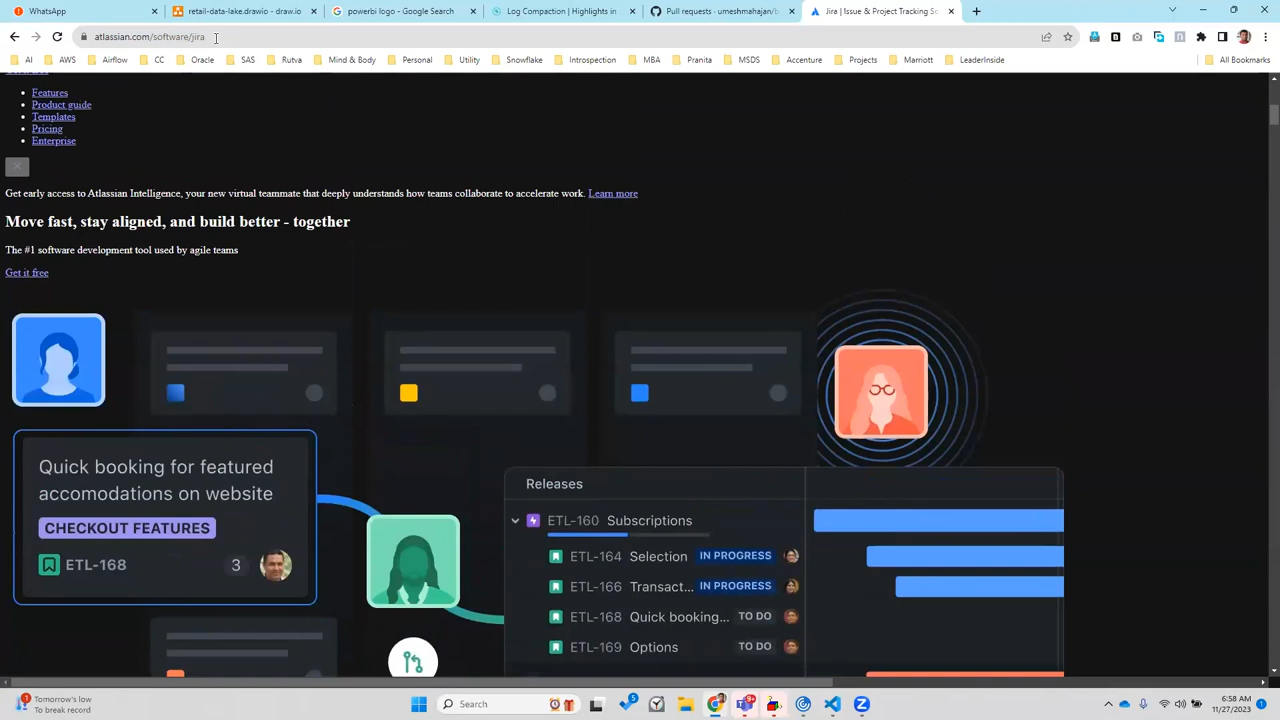 WhatsApp
retail-data-lake.drawio - draw.io
powerbi logo - Google Search
Log Compaction | Highlights in
Pull requests · umeshmahajan/b
Jira | Issue & Project Tracking So
atlassian.com/software/jira
AI AWS Airflow CC Oracle SAS Rutva Mind & Body Personal Utility Snowflake Introspection MBA Pranita MSDS Accenture Projects Marriott LeaderInside All Bookmarks
Features
Product guide
Templates
Pricing
Enterprise
Get early access to Atlassian Intelligence, your new virtual teammate that deeply understands how teams collaborate to accelerate work. Learn more
Move fast, stay aligned, and build better - together
The #1 software development tool used by agile teams
Get it free
Quick booking for featured
accomodations on website
CHECKOUT FEATURES
ETL-168 3
Releases
ETL-160 Subscriptions
ETL-164 Selection IN PROGRESS
ETL-166 Transact... IN PROGRESS
ETL-168 Quick booking... TO DO
ETL-169 Options TO DO
1 Tomorrow's low
To break record
Search
5
9+
6:58 AM
11/27/2023
1